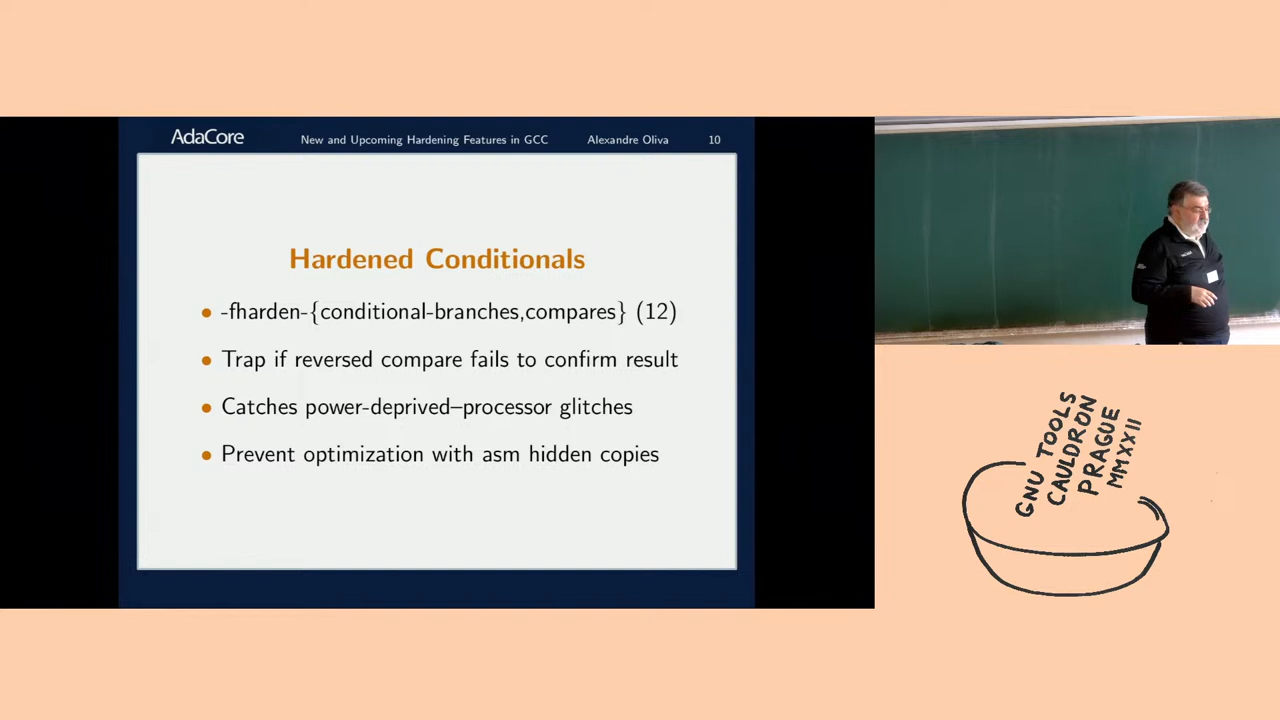 AdaCore New and Upcoming Hardening Features in GCC Alexandre Oliva 10
Hardened Conditionals
• -fharden-{conditional-branches,compares} (12)
• Trap if reversed compare fails to confirm result
• Catches power-deprived–processor glitches
• Prevent optimization with asm hidden copies
GNU TOOLS
CAULDRON
PRAGUE
MMXXII